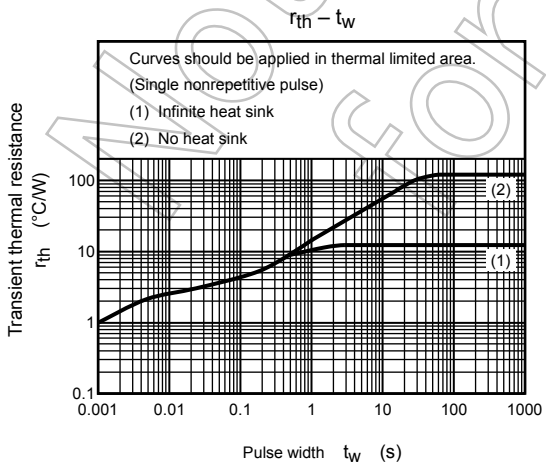 rth – tw
Curves should be applied in thermal limited area.
(Single nonrepetitive pulse)
(1) Infinite heat sink
(2) No heat sink
Transient thermal resistance
rth (°C/W)
100
10
1
0.1
(2)
(1)
0.001 0.01 0.1 1 10 100 1000
Pulse width tw (s)